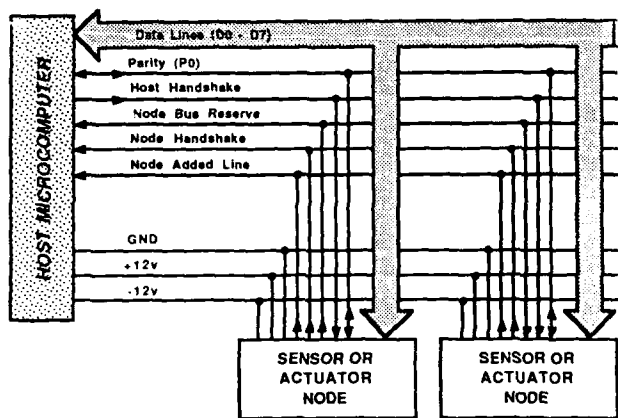 Data Lines (D0 - D7)
Parity (P0)
Host Handshake
Node Bus Reserve
Node Handshake
Node Added Line
HOST MICROCOMPUTER
GND
+12v
-12v
SENSOR OR
ACTUATOR
NODE
SENSOR OR
ACTUATOR
NODE